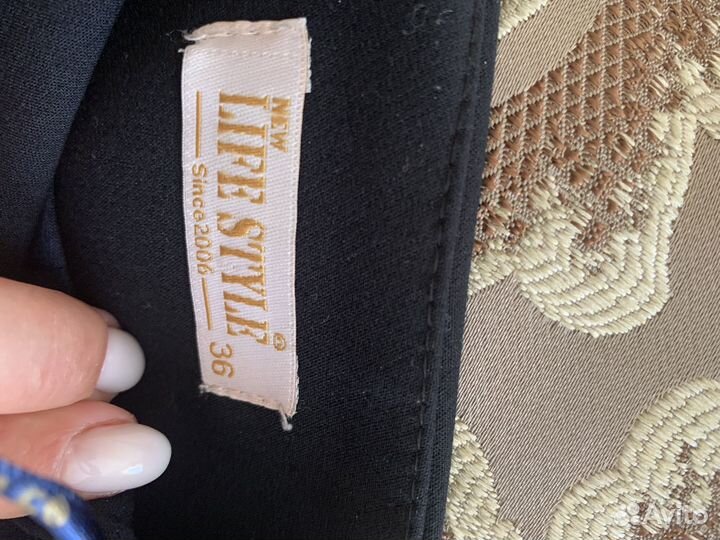 NEW
LIFE STYLE ®
Since 2006
36
Avito